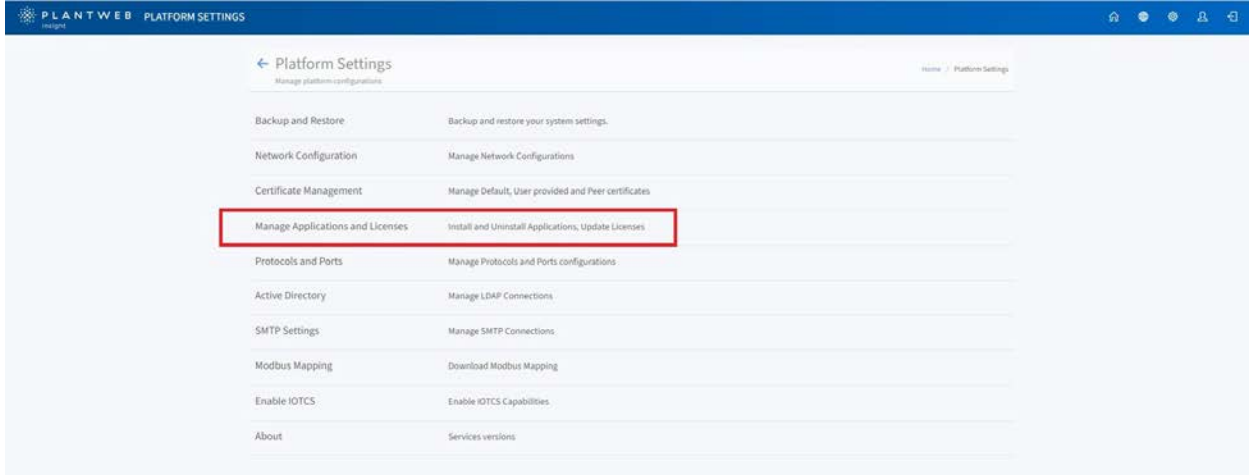 PLANTWEB PLATFORM SETTINGS
insight
Platform Settings
Home / Platform Settings
Manage platform configurations
Backup and Restore Backup and restore your system settings.
Network Configuration Manage Network Configurations
Certificate Management Manage Default, User provided and Peer certificates
Manage Applications and Licenses Install and Uninstall Applications, Update Licenses
Protocols and Ports Manage Protocols and Ports configurations
Active Directory Manage LDAP Connections
SMTP Settings Manage SMTP Connections
Modbus Mapping Download Modbus Mapping
Enable IOTCS Enable IOTCS Capabilities
About Services versions